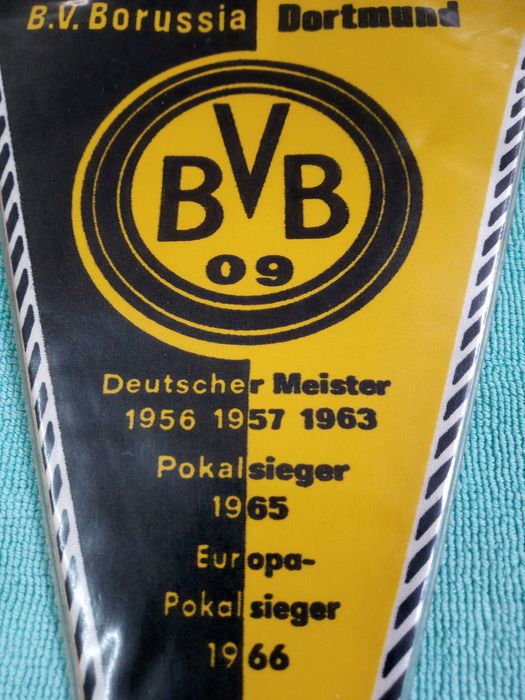 B.V. Borussia Dortmund
BVB
09
Deutscher Meister
1956 1957 1963
Pokalsieger
1965
Europa-
Pokalsieger
1966